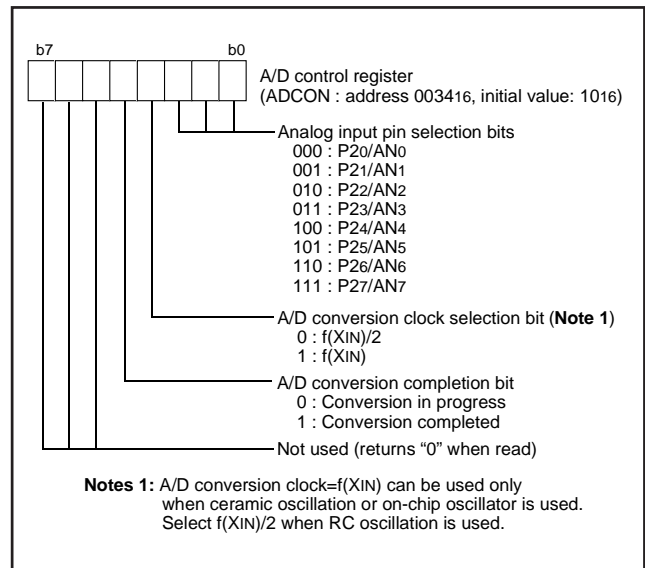 b7 b0
A/D control register
(ADCON : address 003416, initial value: 1016)
Analog input pin selection bits
000 : P20/AN0
001 : P21/AN1
010 : P22/AN2
011 : P23/AN3
100 : P24/AN4
101 : P25/AN5
110 : P26/AN6
111 : P27/AN7
A/D conversion clock selection bit (Note 1)
0 : f(XIN)/2
1 : f(XIN)
A/D conversion completion bit
0 : Conversion in progress
1 : Conversion completed
Not used (returns “0” when read)
Notes 1: A/D conversion clock=f(XIN) can be used only
when ceramic oscillation or on-chip oscillator is used.
Select f(XIN)/2 when RC oscillation is used.